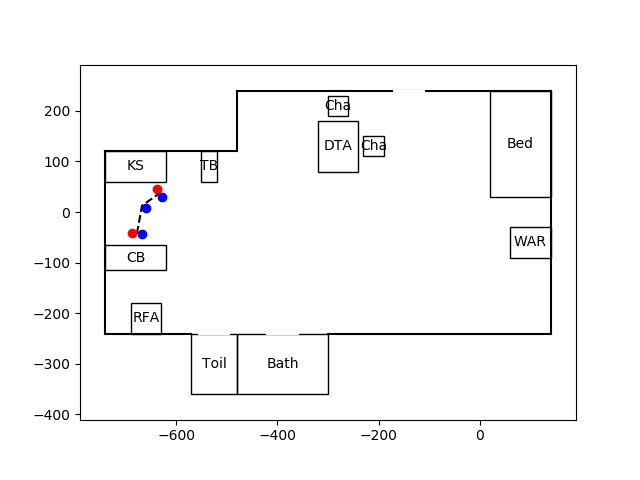 Cha
KS
TB
DTA
Cha
Bed
WAR
CB
RFA
Toil
Bath
200
100
0
−100
−200
−300
−400
−600
−400
−200
0